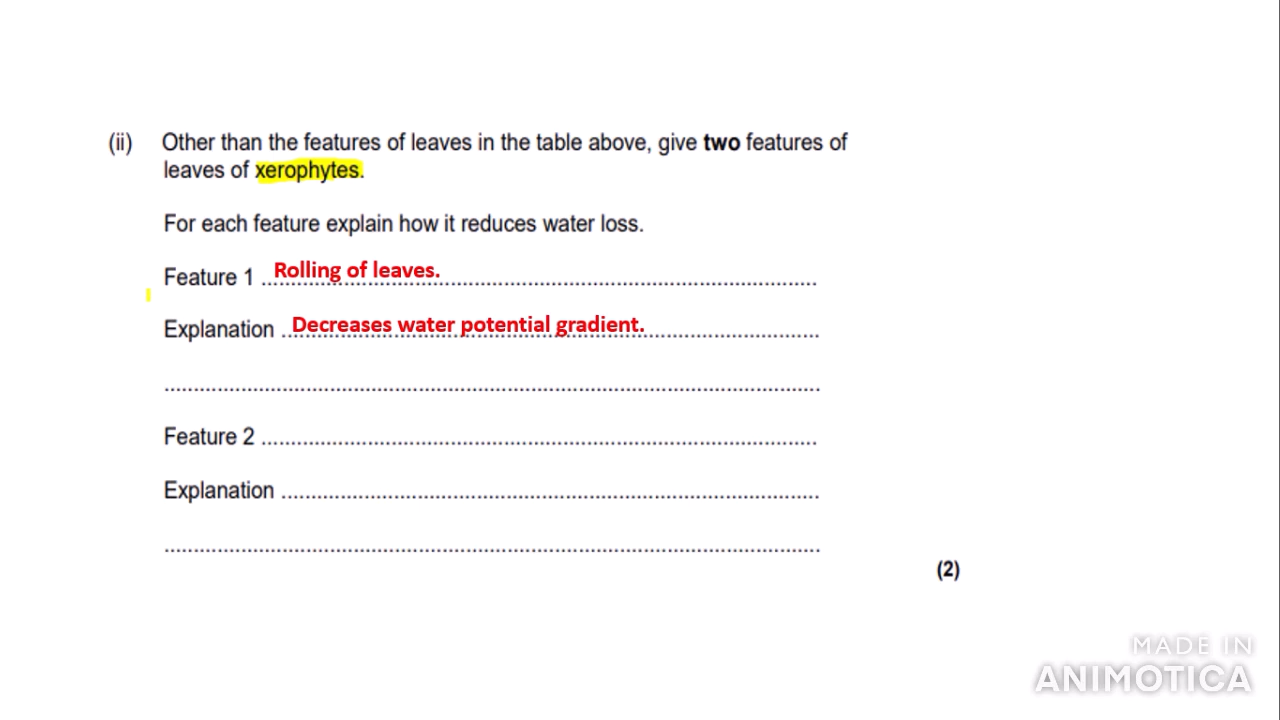 (ii) Other than the features of leaves in the table above, give two features of
leaves of xerophytes.
For each feature explain how it reduces water loss.
Feature 1 Rolling of leaves.
Explanation Decreases water potential gradient.
Feature 2
Explanation
(2)
MADE IN
ANIMOTICA